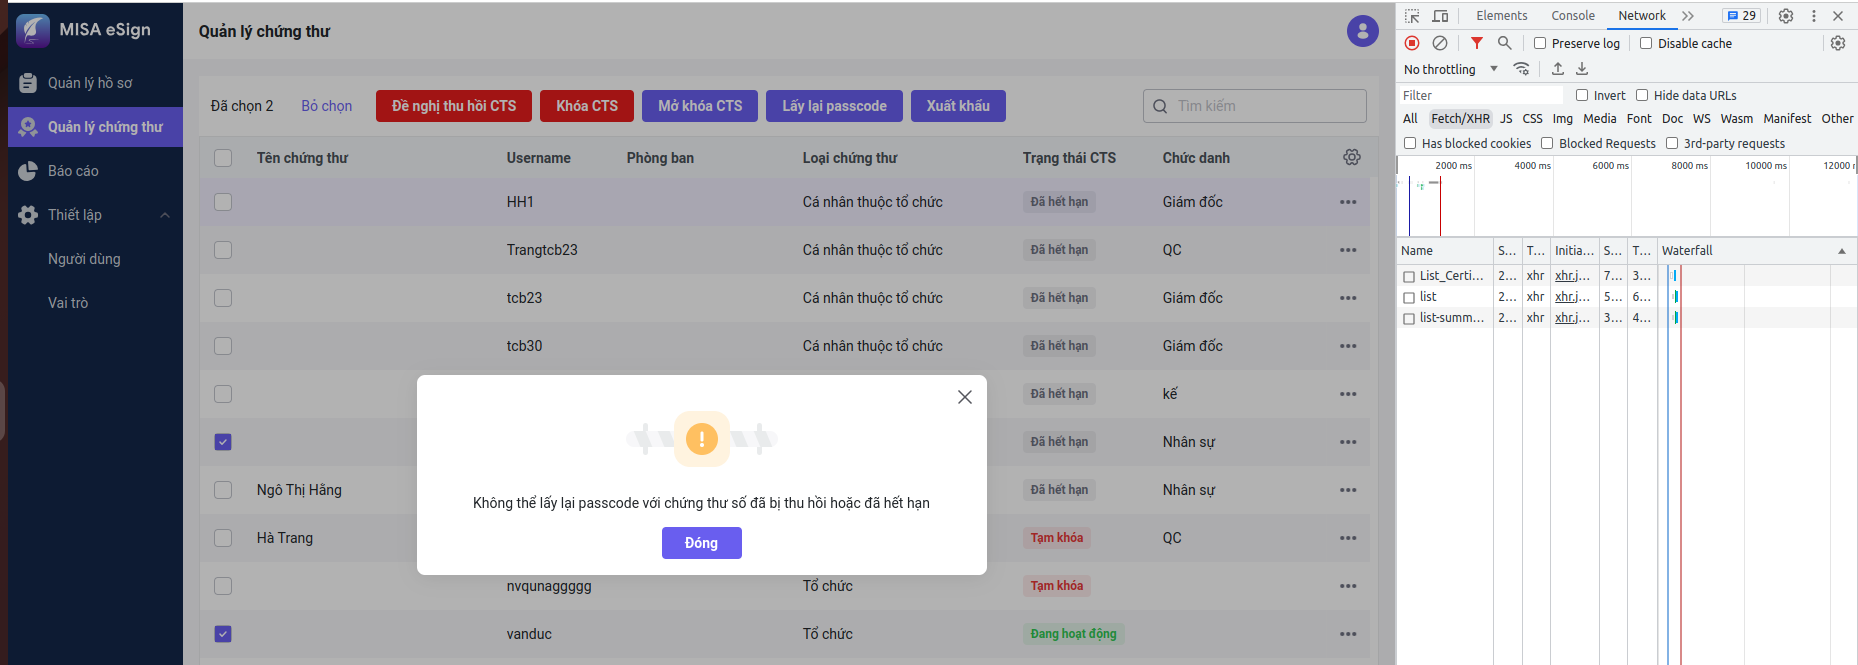 MISA eSign
Quản lý hồ sơ
Quản lý chứng thư
Báo cáo
Thiết lập
Người dùng
Vai trò
Quản lý chứng thư
Đã chọn 2 Bỏ chọn Đề nghị thu hồi CTS Khóa CTS Mở khóa CTS Lấy lại passcode Xuất khẩu Tìm kiếm
Tên chứng thư Username Phòng ban Loại chứng thư Trạng thái CTS Chức danh
HH1 Cá nhân thuộc tổ chức Đã hết hạn Giám đốc
Trangtcb23 Cá nhân thuộc tổ chức Đã hết hạn QC
tcb23 Cá nhân thuộc tổ chức Đã hết hạn Giám đốc
tcb30 Cá nhân thuộc tổ chức Đã hết hạn Giám đốc
Đã hết hạn kế
Đã hết hạn Nhân sự
Ngô Thị Hằng Đã hết hạn Nhân sự
Hà Trang Tạm khóa QC
nvqunaggggg Tổ chức Tạm khóa
vanduc Tổ chức Đang hoạt động
Không thể lấy lại passcode với chứng thư số đã bị thu hồi hoặc đã hết hạn
Đóng
Elements Console Network 29
Preserve log Disable cache
No throttling
Filter Invert Hide data URLs
All Fetch/XHR JS CSS Img Media Font Doc WS Wasm Manifest Other
Has blocked cookies Blocked Requests 3rd-party requests
2000 ms 4000 ms 6000 ms 8000 ms 10000 ms 12000
Name S... T... Initia... S... T... Waterfall
List_Certi... 2... xhr xhr.j... 7... 3...
list 2... xhr xhr.j... 5... 6...
list-summ... 2... xhr xhr.j... 3... 4...